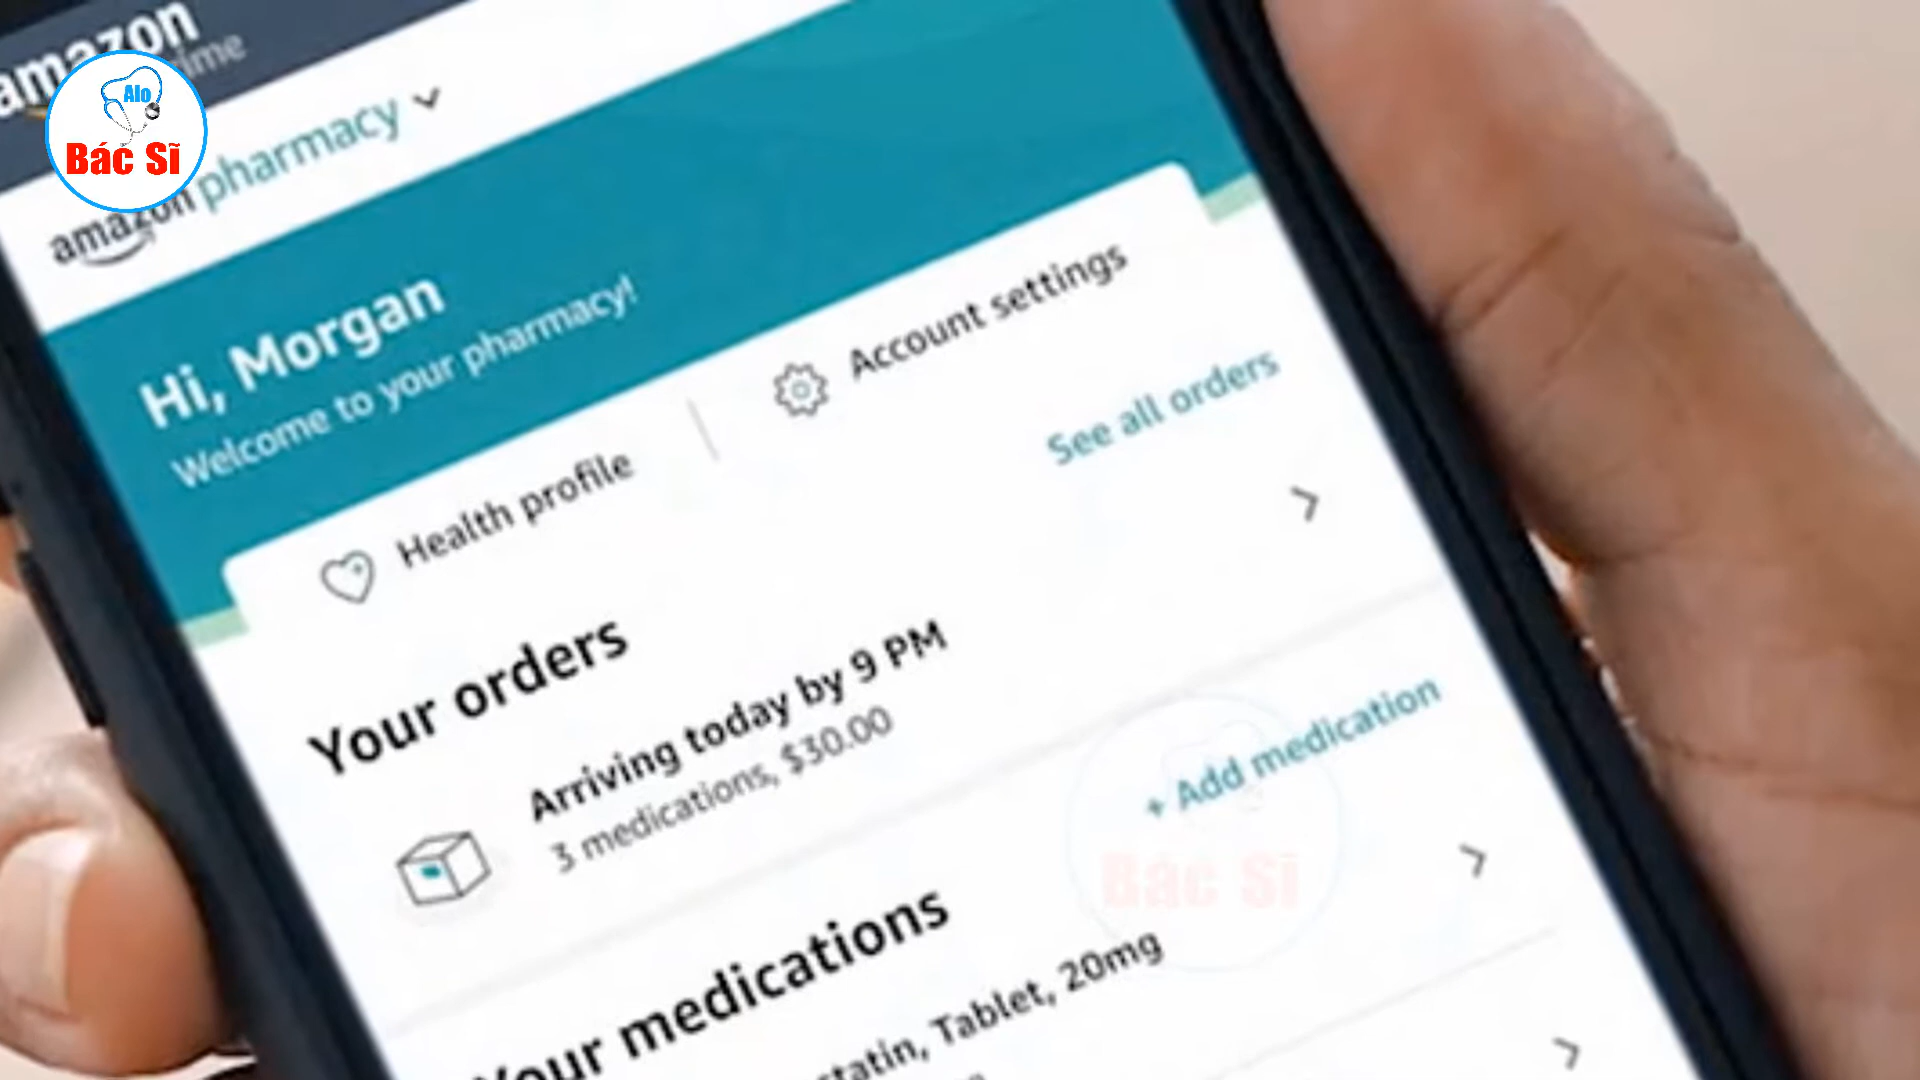 amazon
Alo
Bác Sĩ
amazon pharmacy
Hi, Morgan
Welcome to your pharmacy!
Health profile
Account settings
Your orders
See all orders
Arriving today by 9 PM
3 medications, $30.00
Your medications
+ Add medication
Bác Sĩ
Tablet, 20mg